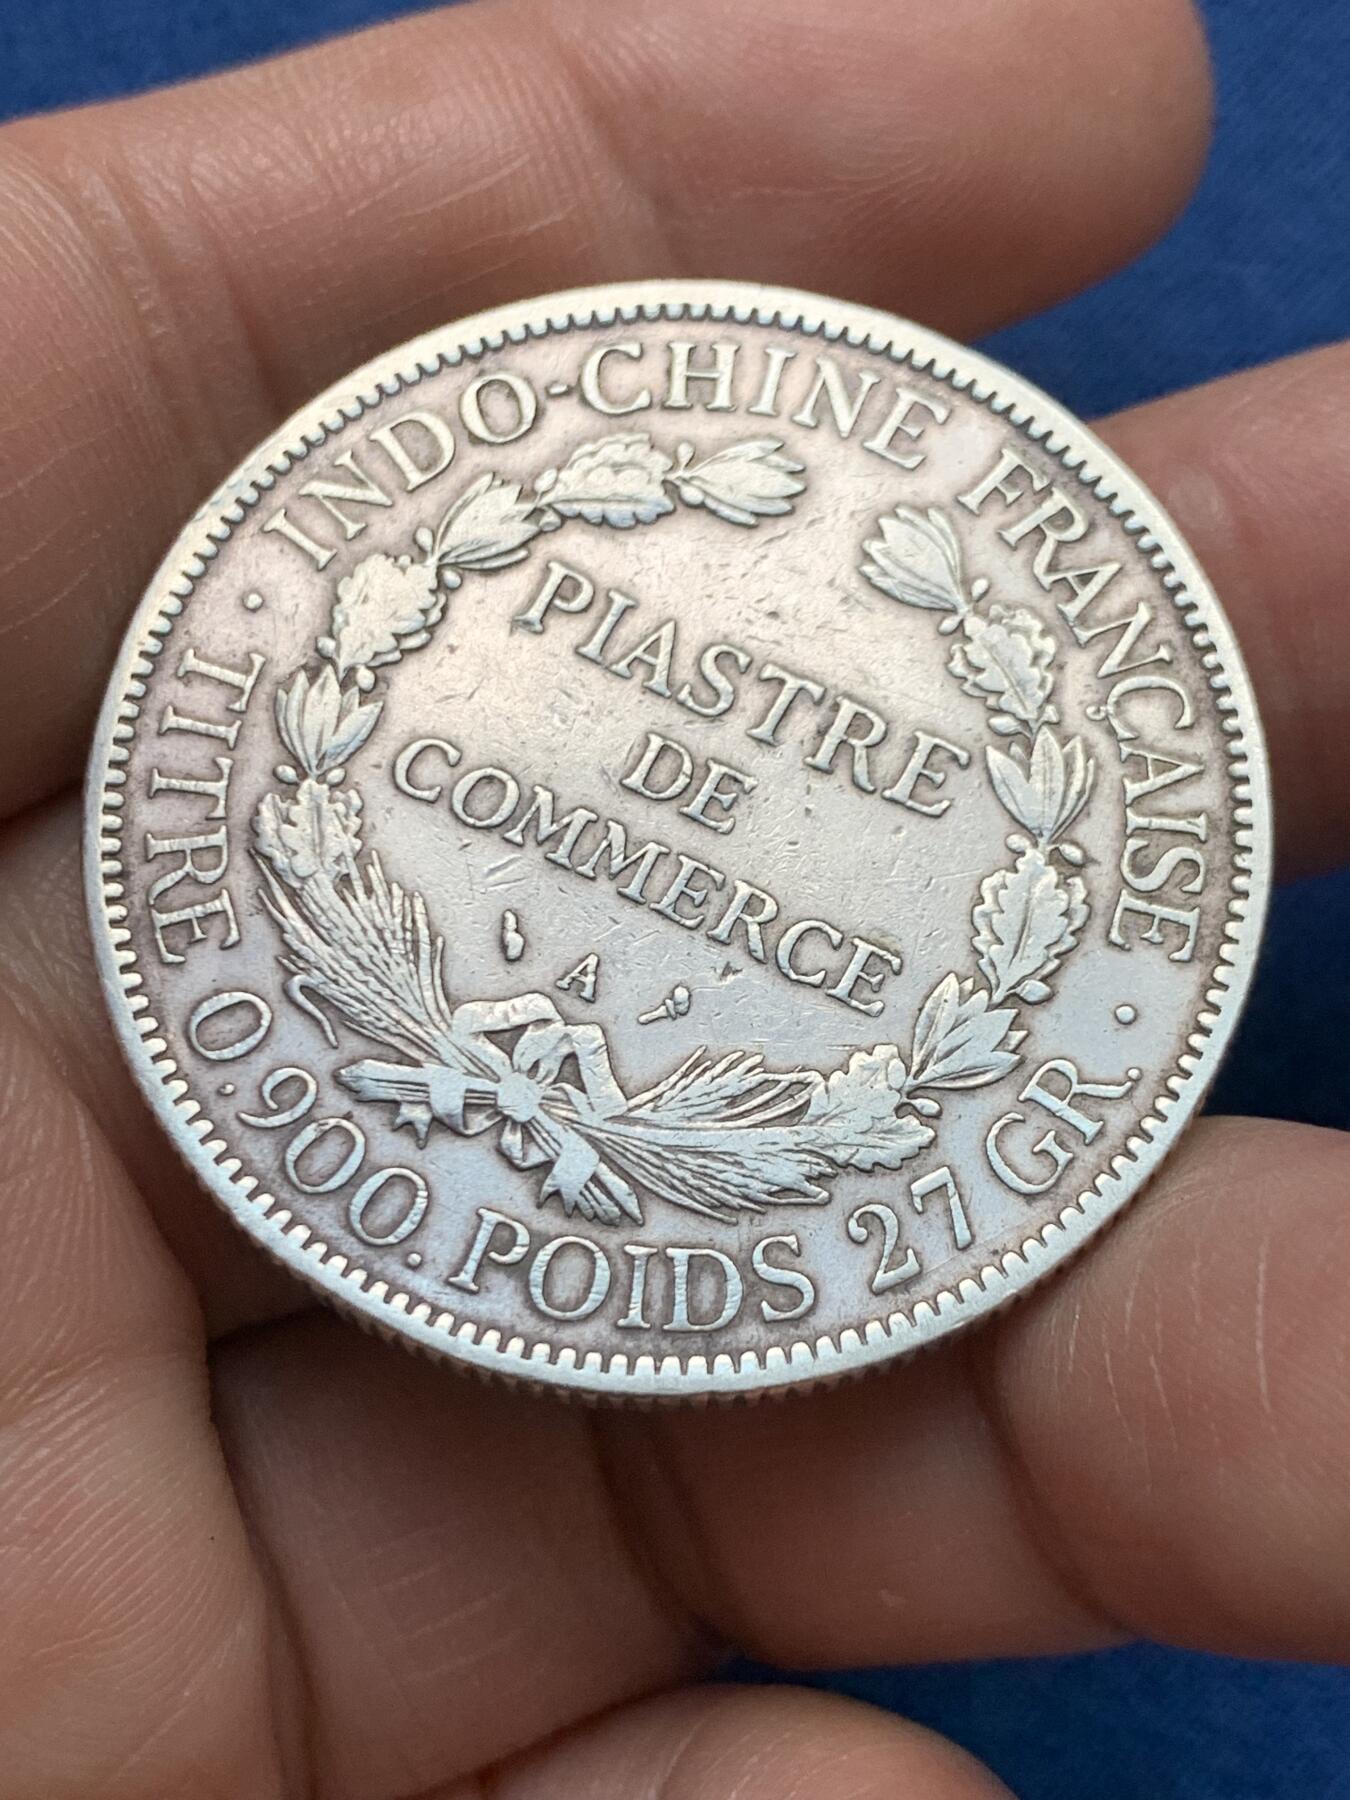 · INDO-CHINE FRANÇAISE ·
PIASTRE
DE
COMMERCE
A
TITRE 0.900. POIDS 27 GR.